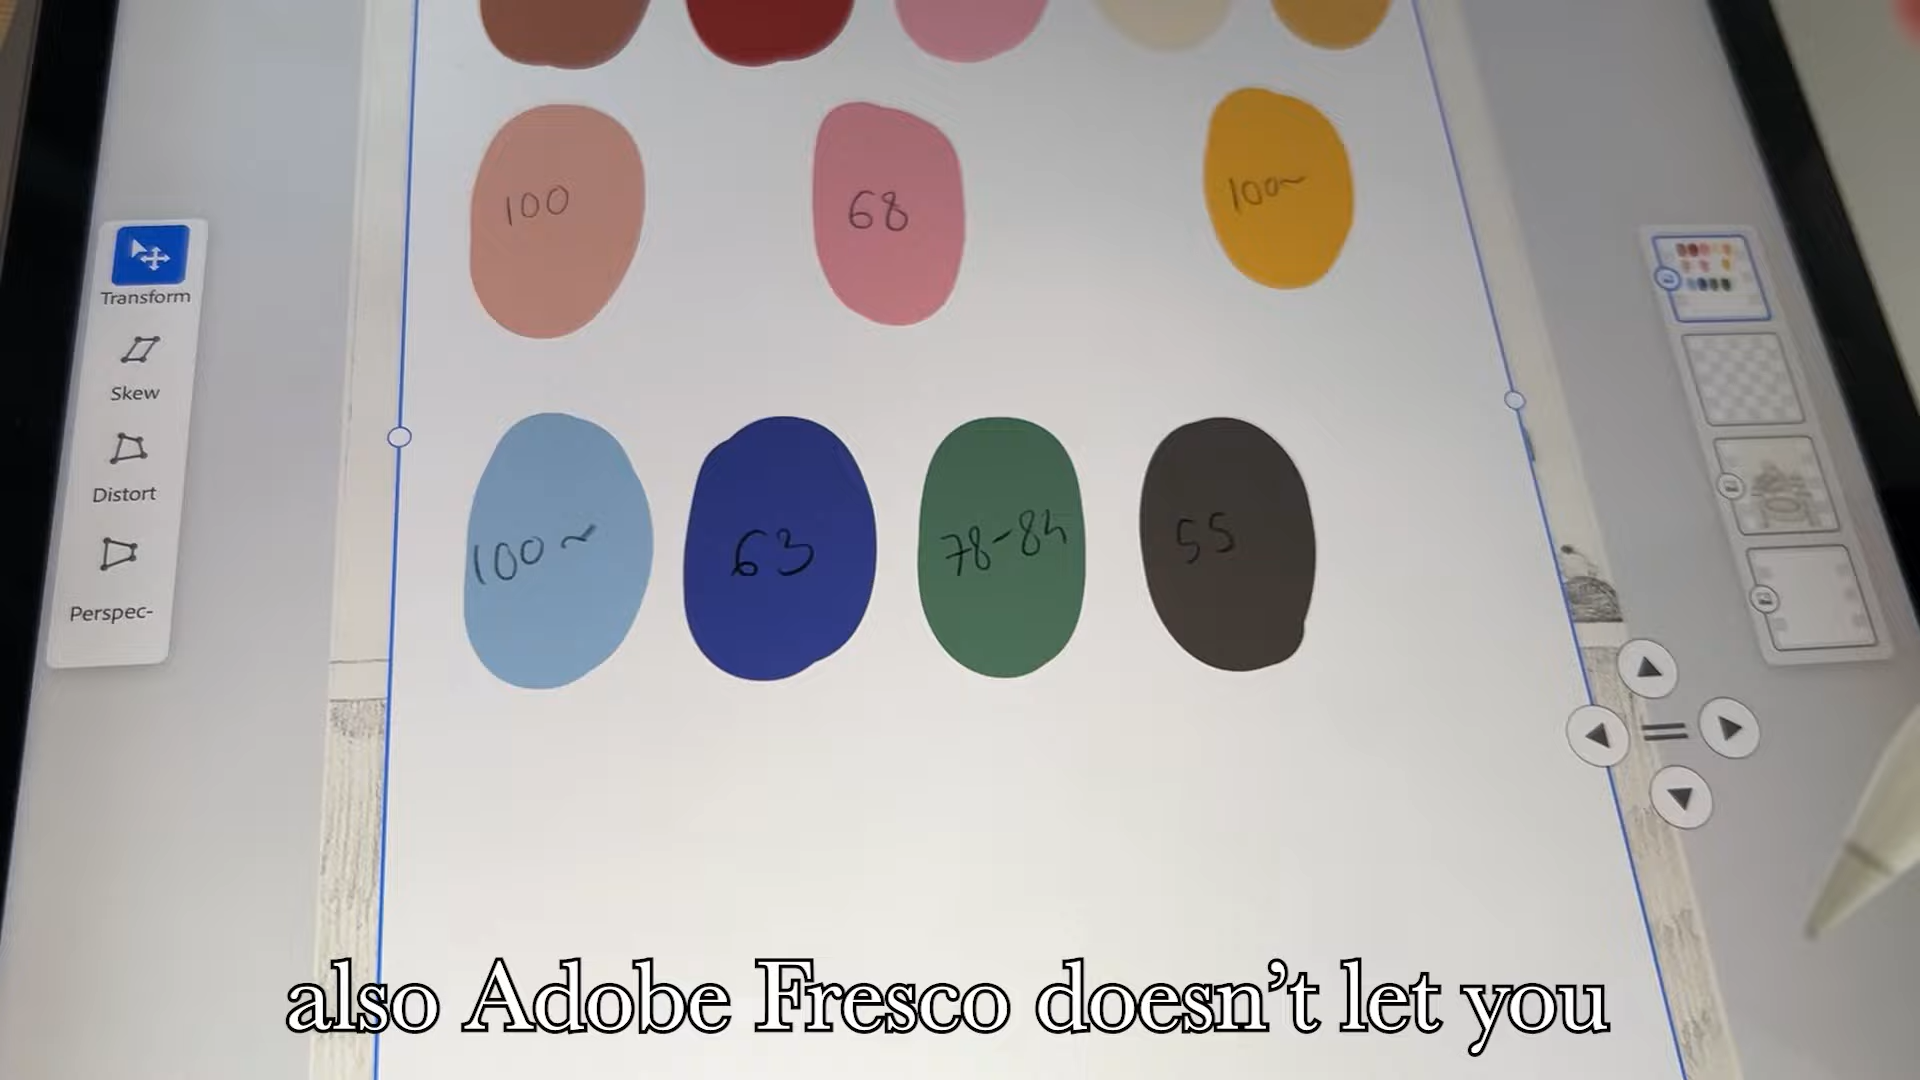 100
68
100~
Transform
Skew
Distort
Perspec-
100~
63
78-84
55
also Adobe Fresco doesn’t let you